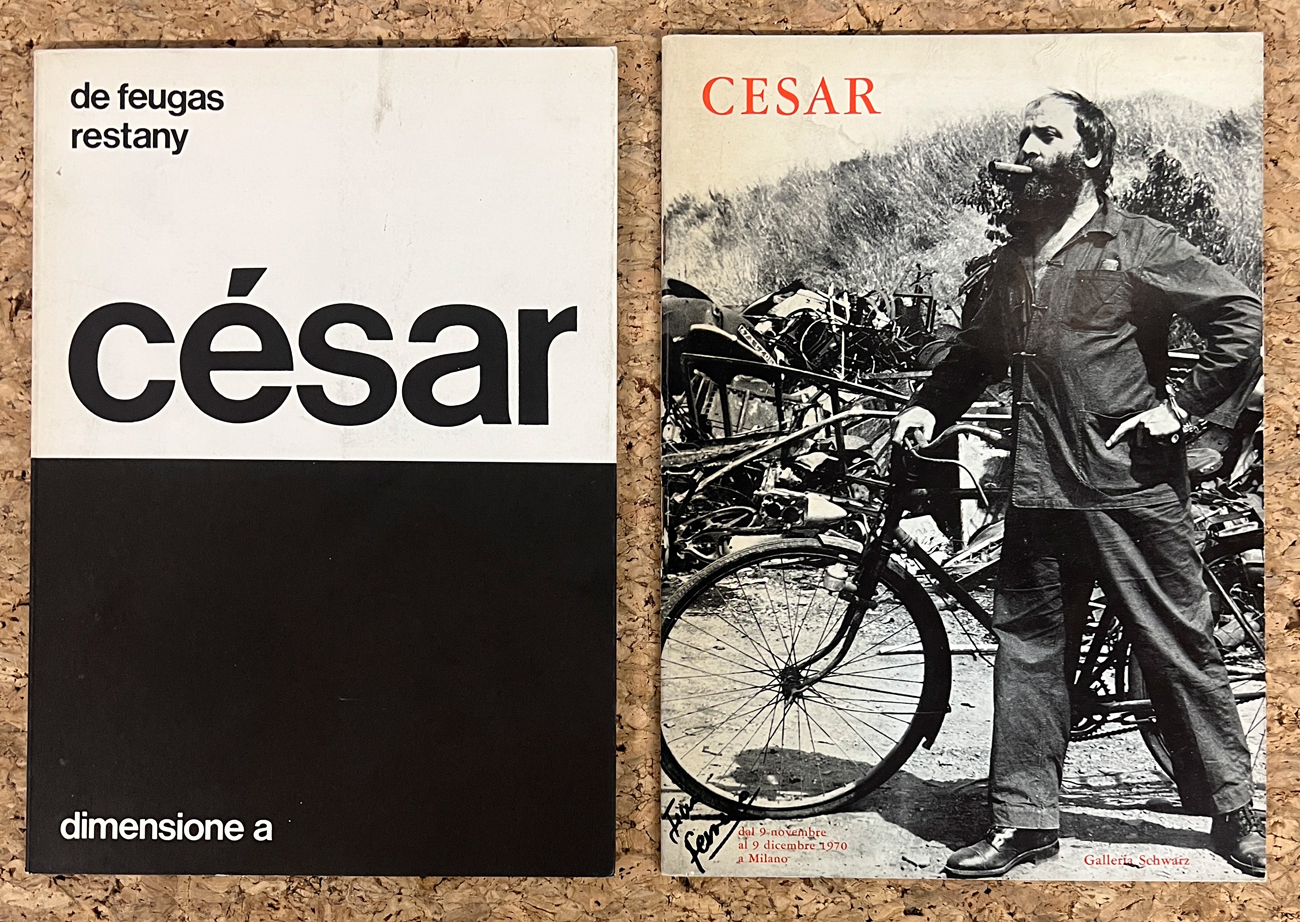 de feugas
restany
césar
dimensione a
CESAR
dal 9 novembre
al 9 dicembre 1970
a Milano
Galleria Schwarz